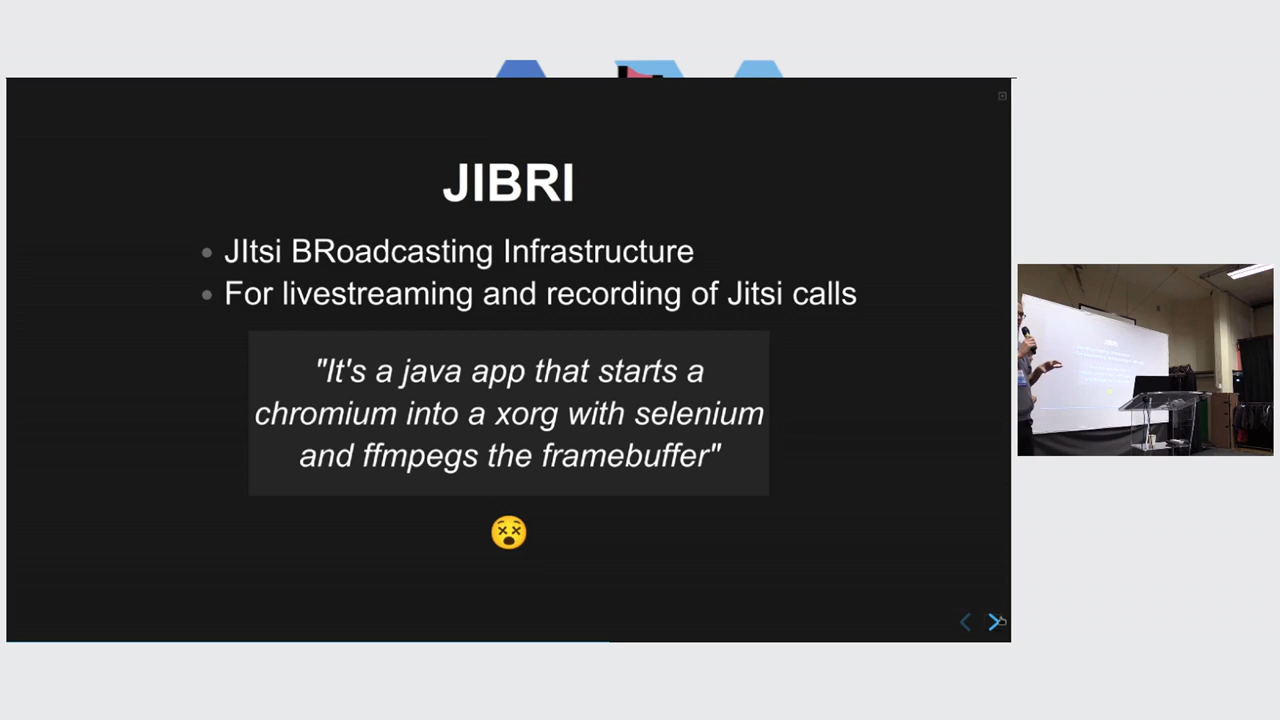 JIBRI
JItsi BRoadcasting Infrastructure
For livestreaming and recording of Jitsi calls
"It's a java app that starts a
chromium into a xorg with selenium
and ffmpegs the framebuffer"
JIBRI